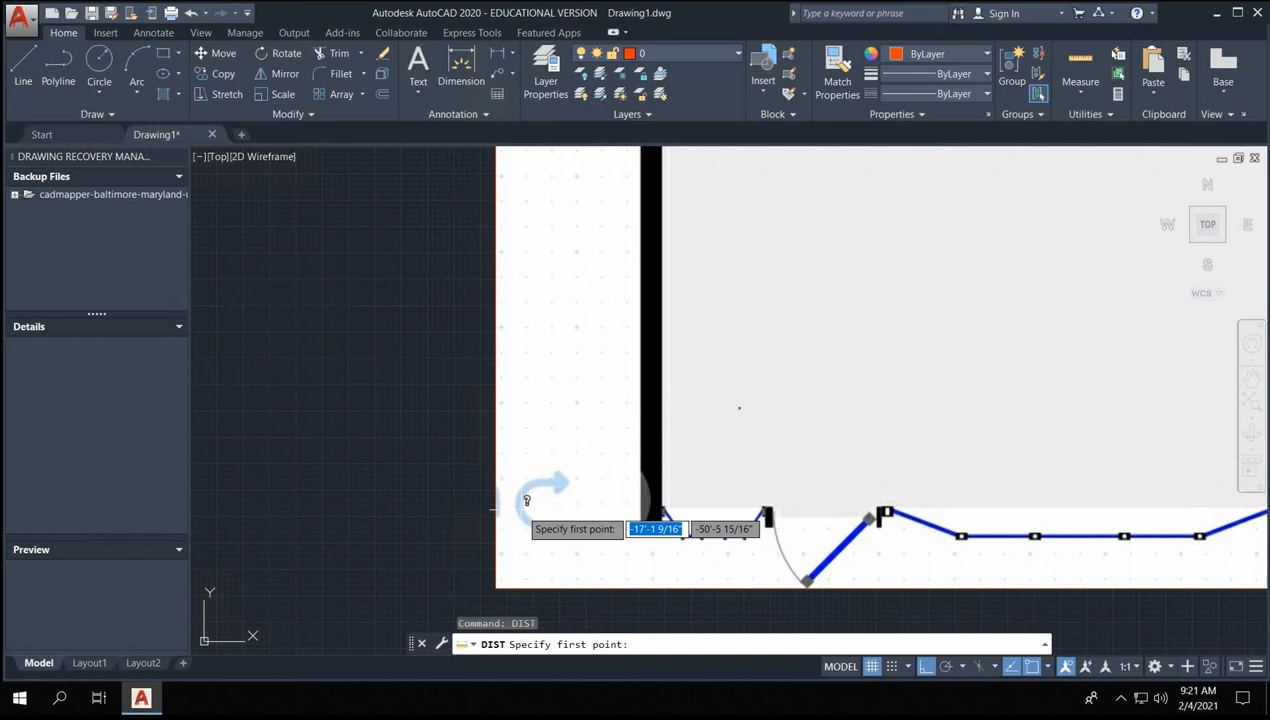 Autodesk AutoCAD 2020 - EDUCATIONAL VERSION Drawing1.dwg
Type a keyword or phrase
Sign In
Home Insert Annotate View Manage Output Add-ins Collaborate Express Tools Featured Apps
Line
Polyline
Circle
Arc
Move
Rotate
Trim
Copy
Mirror
Fillet
Stretch
Scale
Array
Text
Dimension
Layer
Properties
0
Insert
Match
Properties
ByLayer
ByLayer
ByLayer
Group
Measure
Paste
Base
Draw
Modify
Annotation
Layers
Block
Properties
Groups
Utilities
Clipboard
View
Start
Drawing1*
DRAWING RECOVERY MANA...
Backup Files
cadmapper-baltimore-maryland-u
Details
Preview
[−][Top][2D Wireframe]
N
W
TOP
E
S
WCS
?
Specify first point:
-17'-1 9/16"
-50'-5 15/16"
Y
X
Command: DIST
DIST Specify first point:
Model
Layout1
Layout2
MODEL
1:1
9:21 AM
2/4/2021